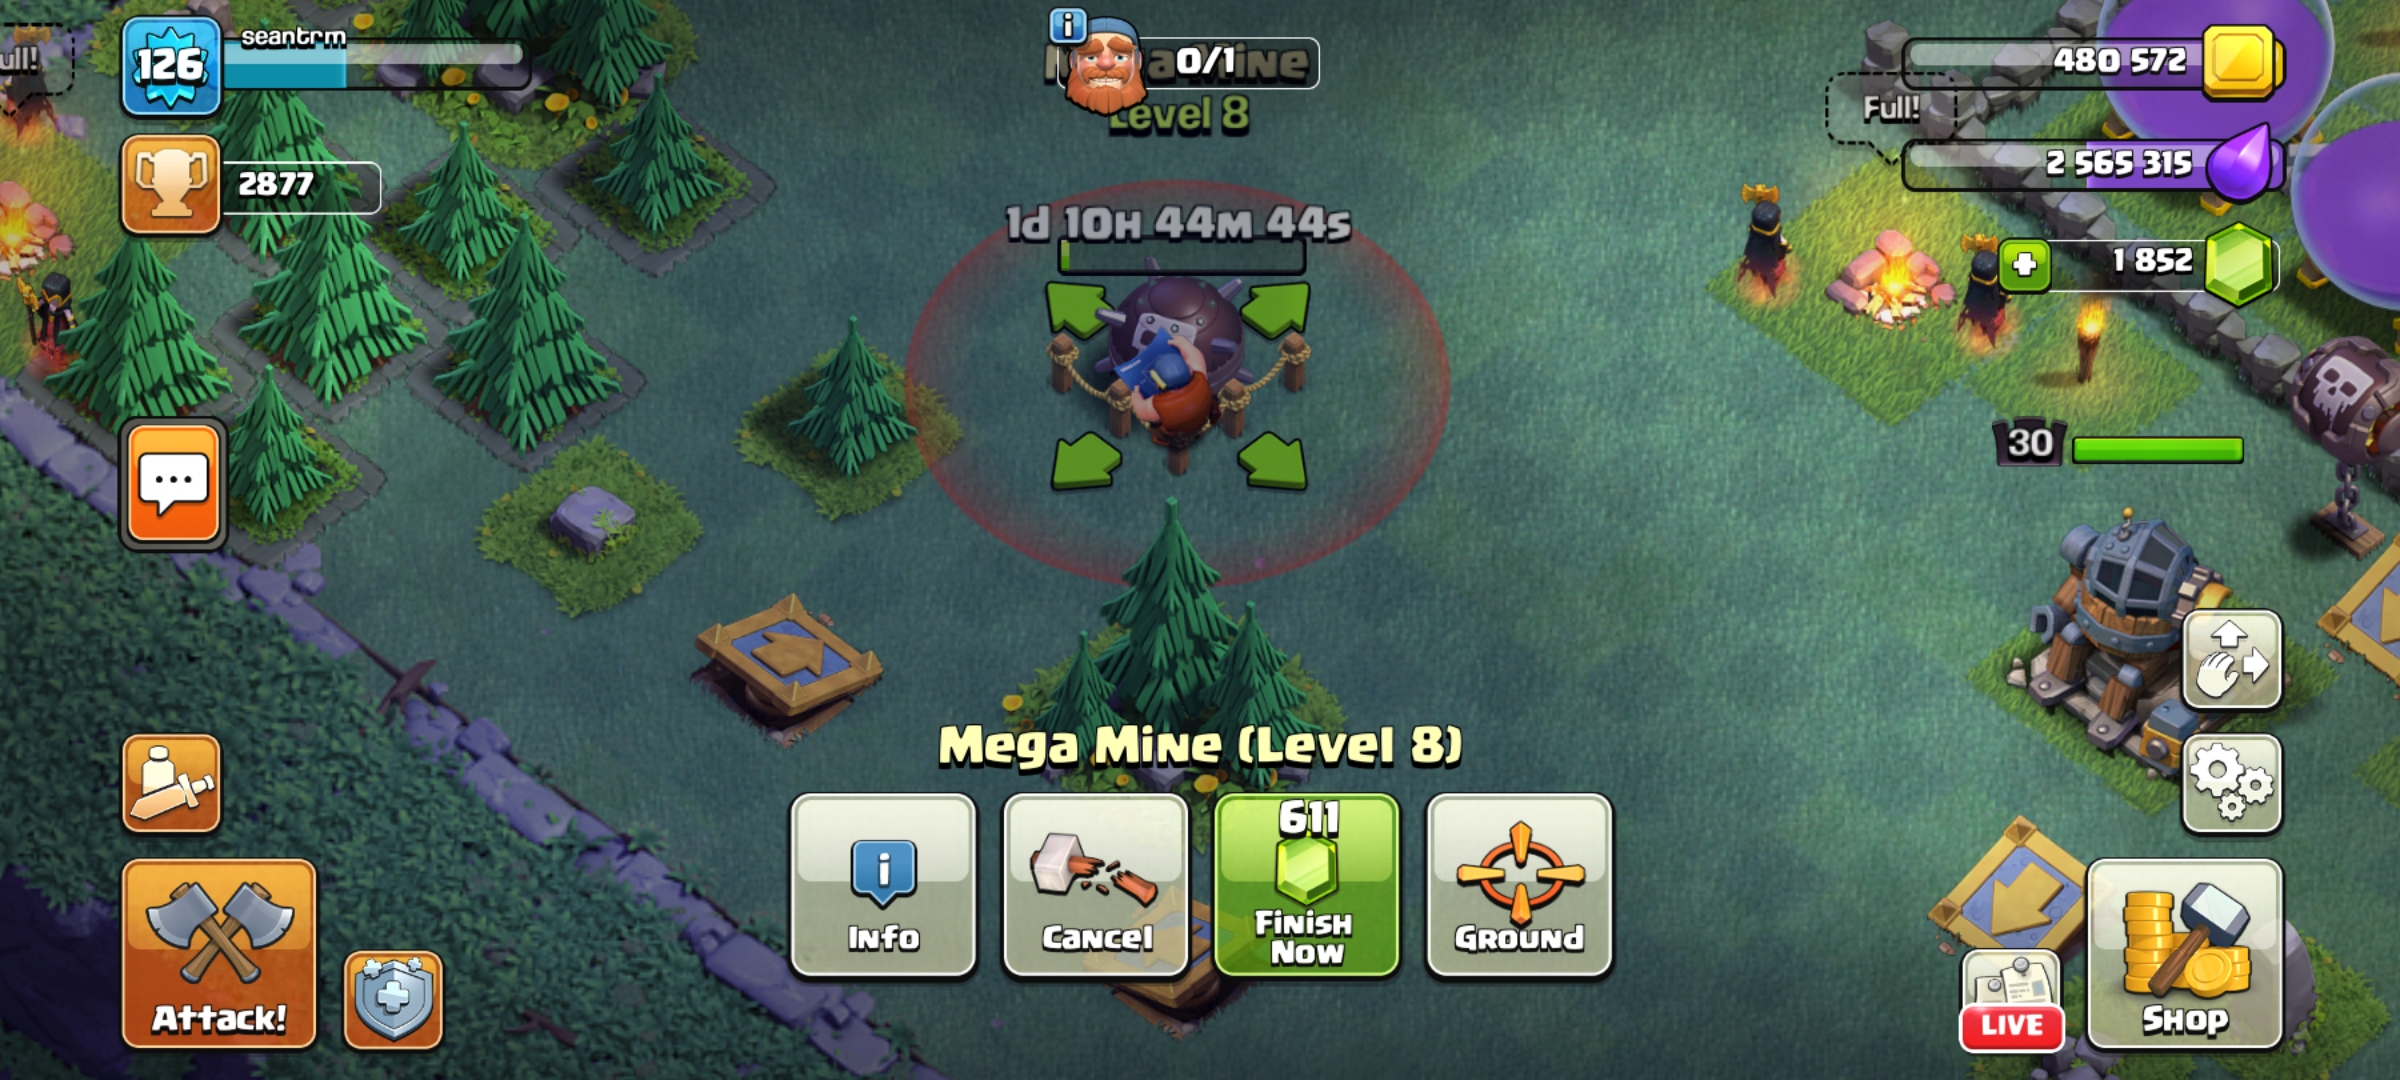 126
seantrm
0/1
Level 8
480 572
ull!
Full!
2877
2 565 315
1d 10H 44M 44s
1 852
30
Mega Mine (Level 8)
611
Info
Cancel
Finish
Now
Ground
Attack!
LIVE
Shop